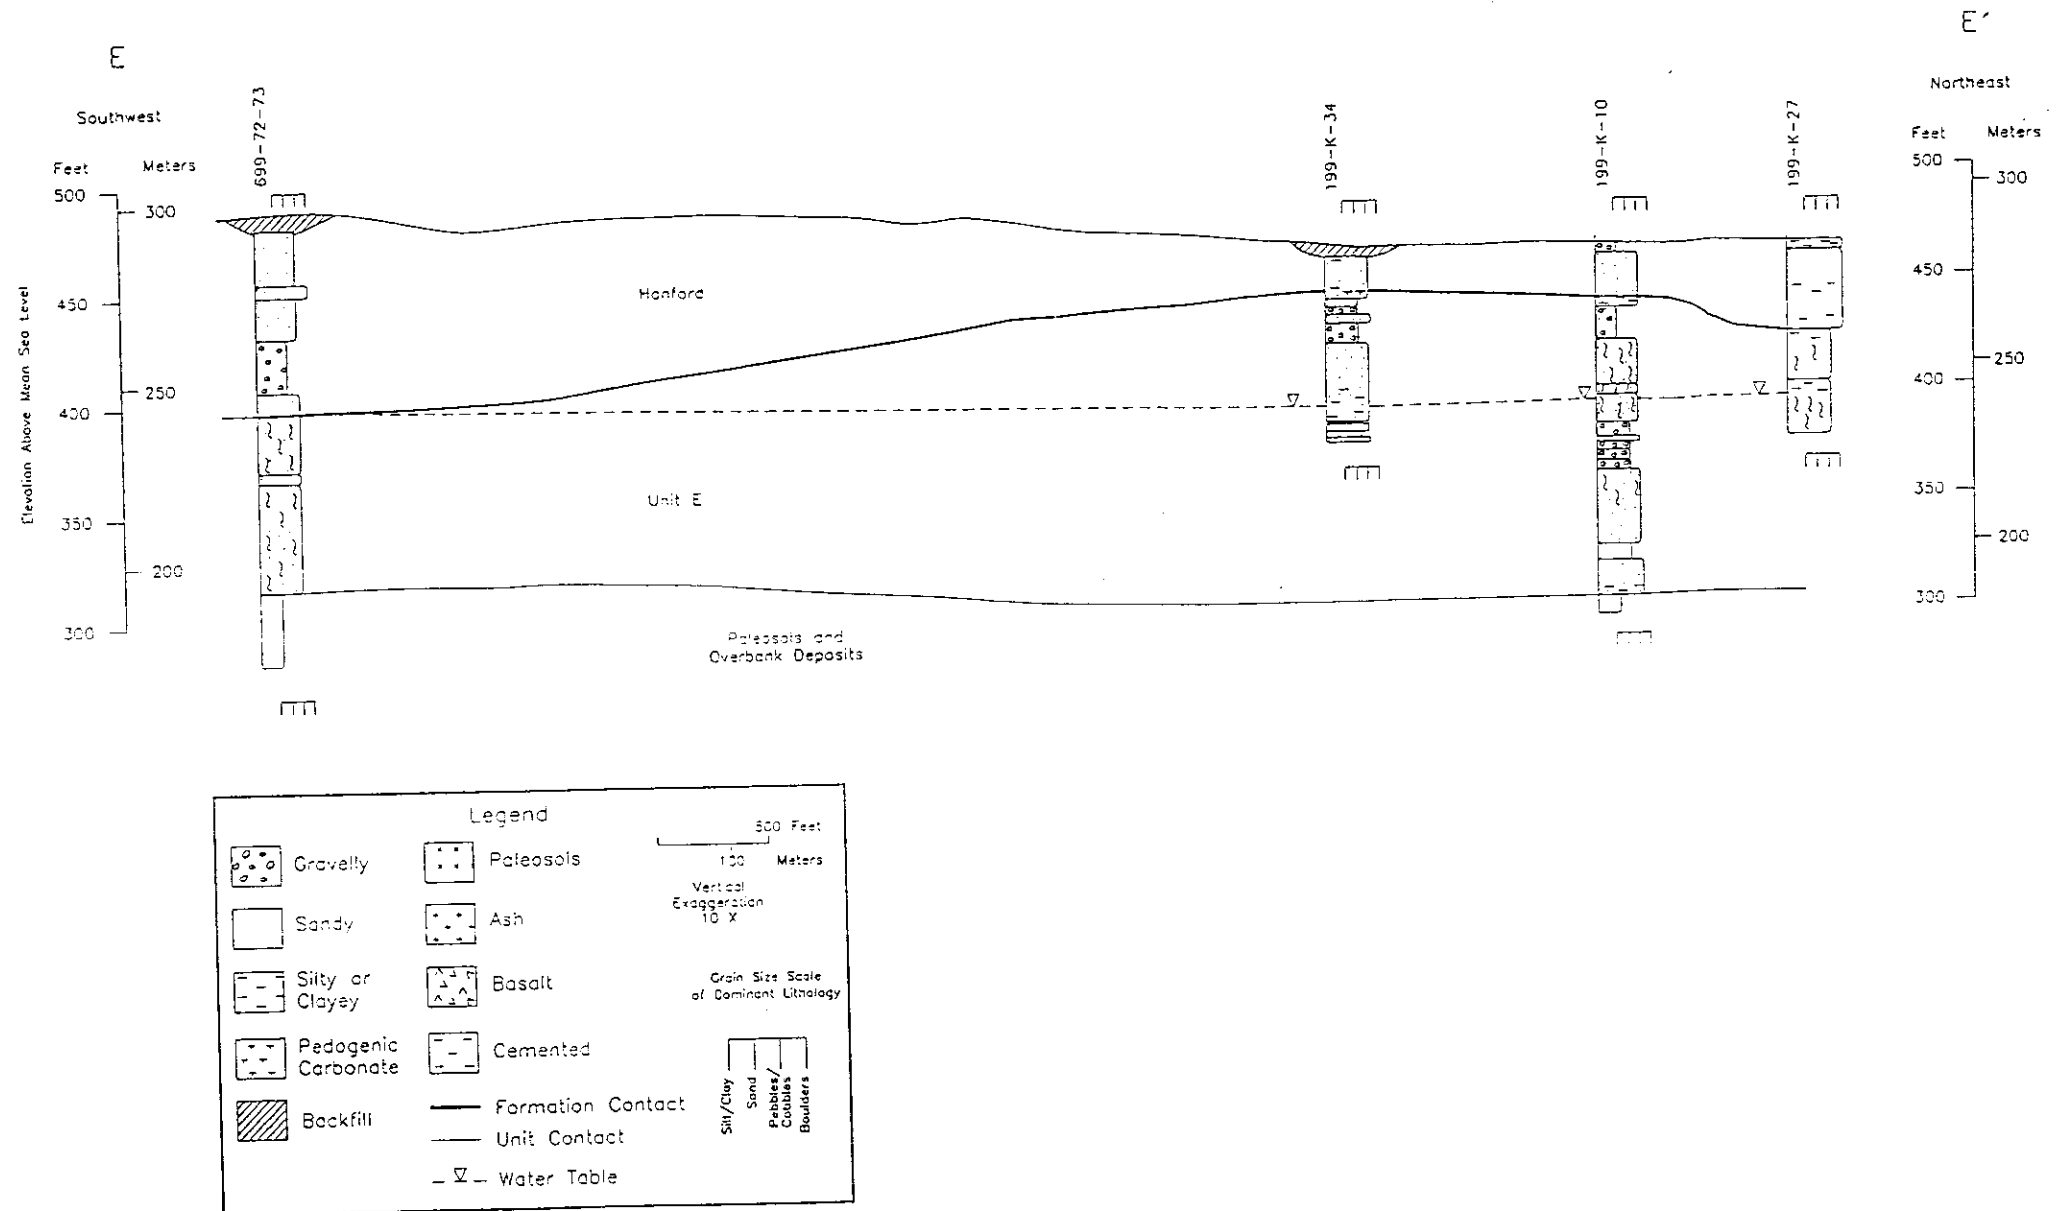 E
E´
Southwest
Northeast
699-72-73
199-K-34
199-K-10
199-K-27
Feet
Meters
Feet
Meters
500
300
450
250
400
350
200
300
500
300
450
250
400
350
200
300
Elevation Above Mean Sea Level
Hanford
Unit E
Paleosols and
Overbank Deposits
Legend
Gravelly
Sandy
Silty or
Clayey
Pedogenic
Carbonate
Backfill
Paleosols
Ash
Basalt
Cemented
Formation Contact
Unit Contact
Water Table
500 Feet
100 Meters
Vertical
Exaggeration
10 X
Grain Size Scale
of Dominant Lithology
Silt/Clay
Sand
Pebbles/
Cobbles
Boulders